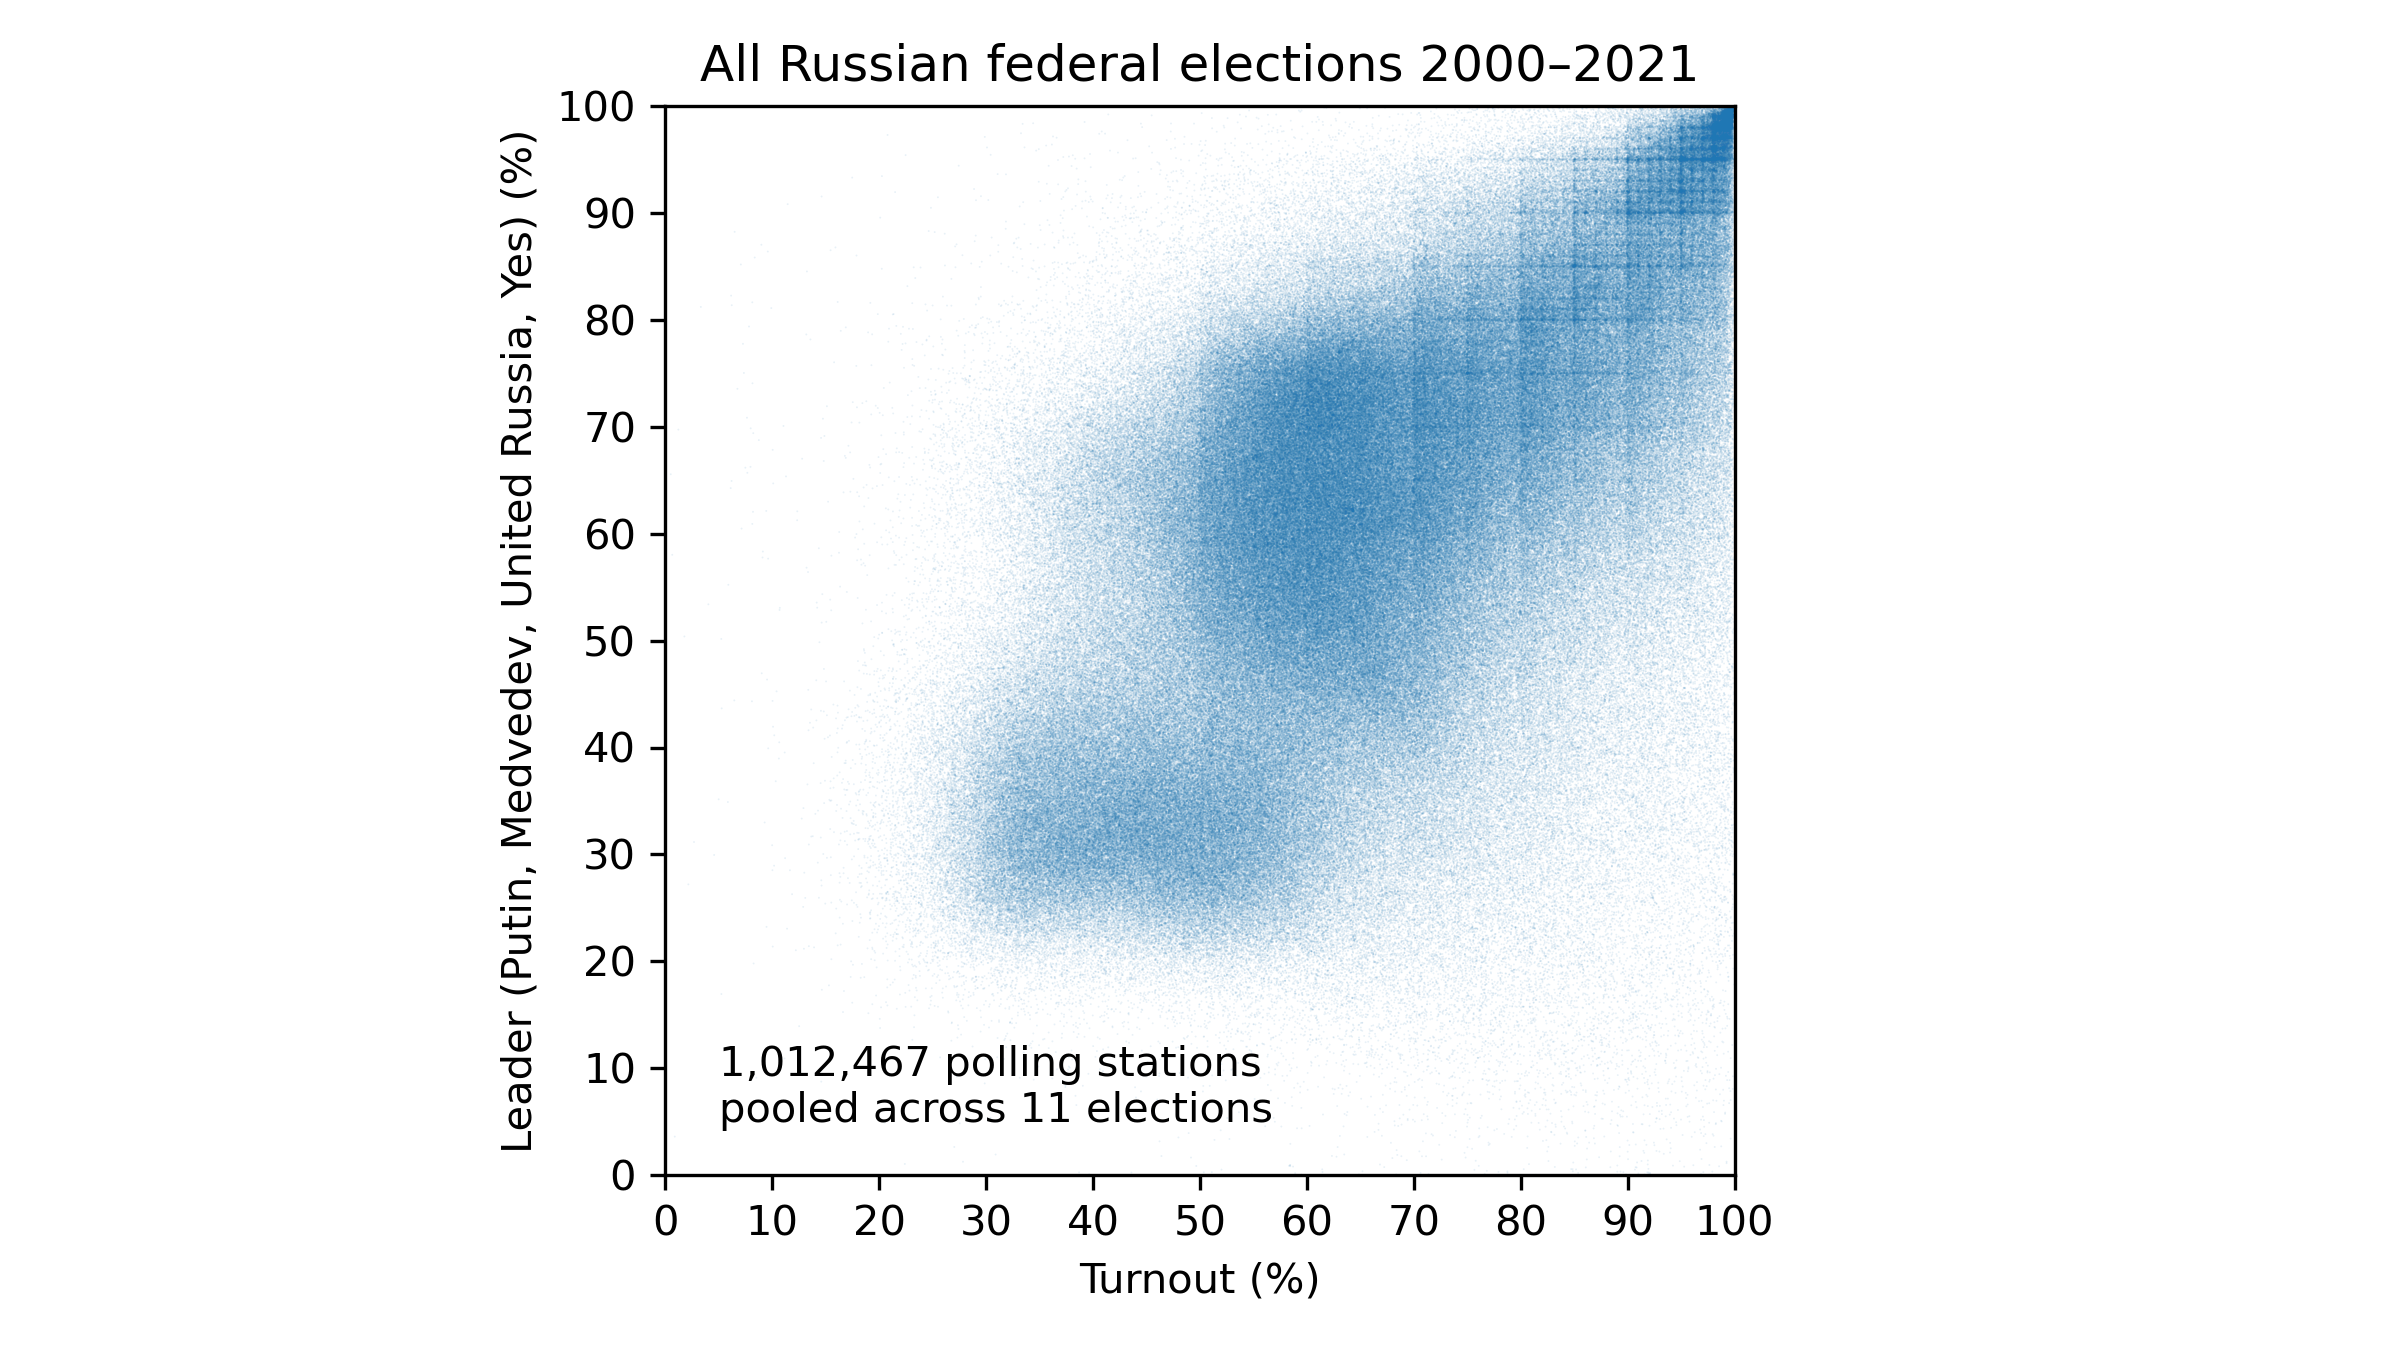 All Russian federal elections 2000–2021
Leader (Putin, Medvedev, United Russia, Yes) (%)
100
90
80
70
60
50
40
30
20
10
0
1,012,467 polling stations
pooled across 11 elections
0 10 20 30 40 50 60 70 80 90 100
Turnout (%)